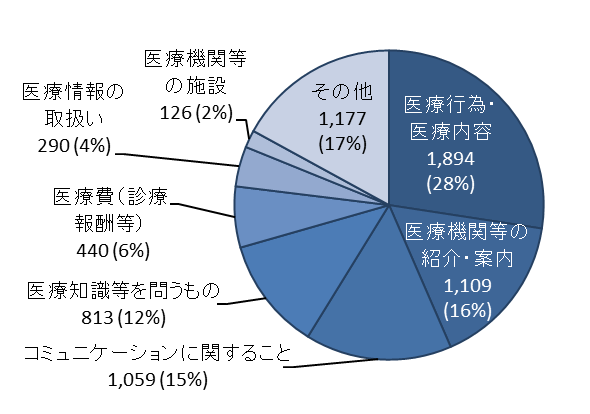 医療行為・
医療内容
1,894
(28%)
医療機関等の
紹介・案内
1,109
(16%)
コミュニケーションに関すること
1,059 (15%)
医療知識等を問うもの
813 (12%)
医療費(診療
報酬等)
440 (6%)
医療情報の
取扱い
290 (4%)
医療機関等
の施設
126 (2%)
その他
1,177
(17%)